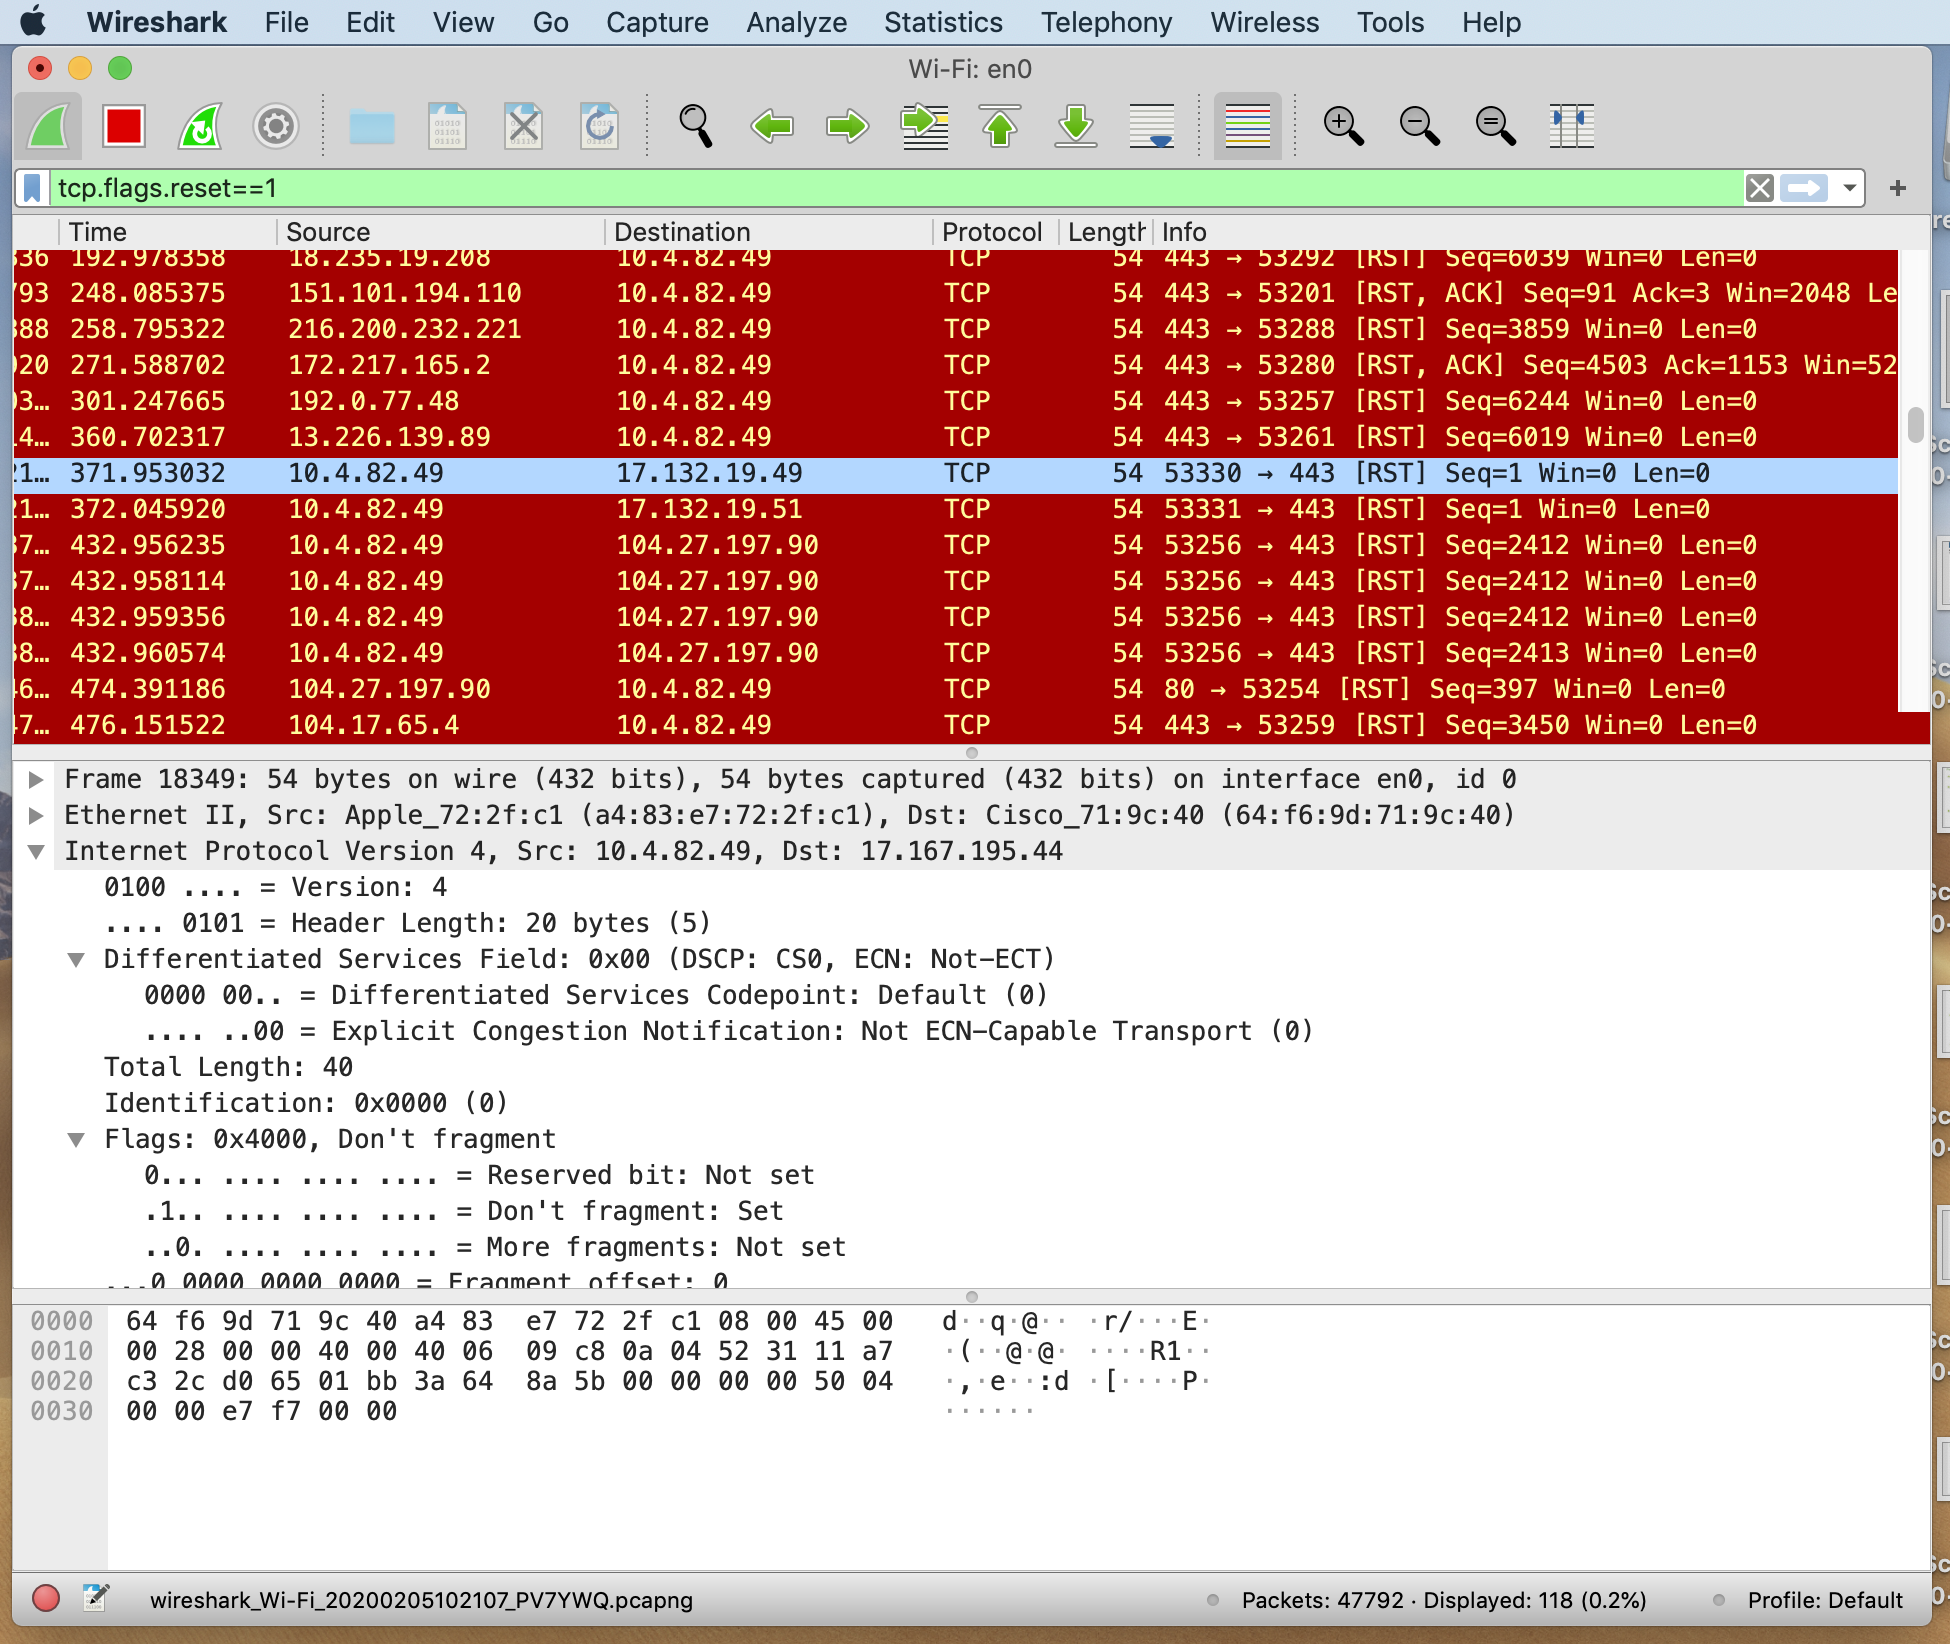 Wireshark File Edit View Go Capture Analyze Statistics Telephony Wireless Tools Help
Wi-Fi: en0
tcp.flags.reset==1
Time Source Destination Protocol Length Info
336 192.978358 18.235.19.208 10.4.82.49 TCP 54 443 → 53292 [RST] Seq=6039 Win=0 Len=0
793 248.085375 151.101.194.110 10.4.82.49 TCP 54 443 → 53201 [RST, ACK] Seq=91 Ack=3 Win=2048 Le
388 258.795322 216.200.232.221 10.4.82.49 TCP 54 443 → 53288 [RST] Seq=3859 Win=0 Len=0
20 271.588702 172.217.165.2 10.4.82.49 TCP 54 443 → 53280 [RST, ACK] Seq=4503 Ack=1153 Win=52
3… 301.247665 192.0.77.48 10.4.82.49 TCP 54 443 → 53257 [RST] Seq=6244 Win=0 Len=0
4… 360.702317 13.226.139.89 10.4.82.49 TCP 54 443 → 53261 [RST] Seq=6019 Win=0 Len=0
21… 371.953032 10.4.82.49 17.132.19.49 TCP 54 53330 → 443 [RST] Seq=1 Win=0 Len=0
21… 372.045920 10.4.82.49 17.132.19.51 TCP 54 53331 → 443 [RST] Seq=1 Win=0 Len=0
37… 432.956235 10.4.82.49 104.27.197.90 TCP 54 53256 → 443 [RST] Seq=2412 Win=0 Len=0
37… 432.958114 10.4.82.49 104.27.197.90 TCP 54 53256 → 443 [RST] Seq=2412 Win=0 Len=0
38… 432.959356 10.4.82.49 104.27.197.90 TCP 54 53256 → 443 [RST] Seq=2412 Win=0 Len=0
38… 432.960574 10.4.82.49 104.27.197.90 TCP 54 53256 → 443 [RST] Seq=2413 Win=0 Len=0
46… 474.391186 104.27.197.90 10.4.82.49 TCP 54 80 → 53254 [RST] Seq=397 Win=0 Len=0
47… 476.151522 104.17.65.4 10.4.82.49 TCP 54 443 → 53259 [RST] Seq=3450 Win=0 Len=0
Frame 18349: 54 bytes on wire (432 bits), 54 bytes captured (432 bits) on interface en0, id 0
Ethernet II, Src: Apple_72:2f:c1 (a4:83:e7:72:2f:c1), Dst: Cisco_71:9c:40 (64:f6:9d:71:9c:40)
Internet Protocol Version 4, Src: 10.4.82.49, Dst: 17.167.195.44
0100 .... = Version: 4
.... 0101 = Header Length: 20 bytes (5)
Differentiated Services Field: 0x00 (DSCP: CS0, ECN: Not-ECT)
0000 00.. = Differentiated Services Codepoint: Default (0)
.... ..00 = Explicit Congestion Notification: Not ECN-Capable Transport (0)
Total Length: 40
Identification: 0x0000 (0)
Flags: 0x4000, Don't fragment
0... .... .... .... = Reserved bit: Not set
.1.. .... .... .... = Don't fragment: Set
..0. .... .... .... = More fragments: Not set
...0 0000 0000 0000 = Fragment offset: 0
0000 64 f6 9d 71 9c 40 a4 83 e7 72 2f c1 08 00 45 00 d··q·@·· ·r/···E·
0010 00 28 00 00 40 00 40 06 09 c8 0a 04 52 31 11 a7 ·(··@·@· ····R1··
0020 c3 2c d0 65 01 bb 3a 64 8a 5b 00 00 00 00 50 04 ·,·e··:d ·[····P·
0030 00 00 e7 f7 00 00 ······
wireshark_Wi-Fi_20200205102107_PV7YWQ.pcapng Packets: 47792 · Displayed: 118 (0.2%) Profile: Default